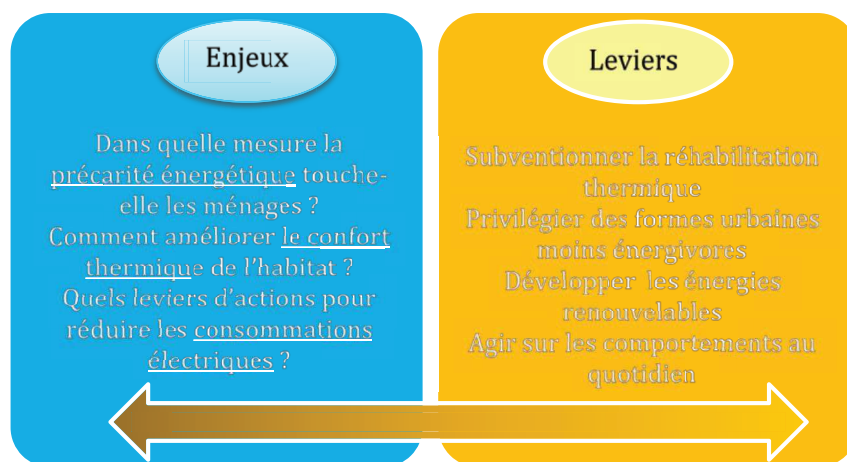 Enjeux
Dans quelle mesure la
précarité énergétique touche-
elle les ménages ?
Comment améliorer le confort
thermique de l'habitat ?
Quels leviers d'actions pour
réduire les consommations
électriques ?
Leviers
Subventionner la réhabilitation
thermique
Privilégier des formes urbaines
moins énergivores
Développer les énergies
renouvelables
Agir sur les comportements au
quotidien